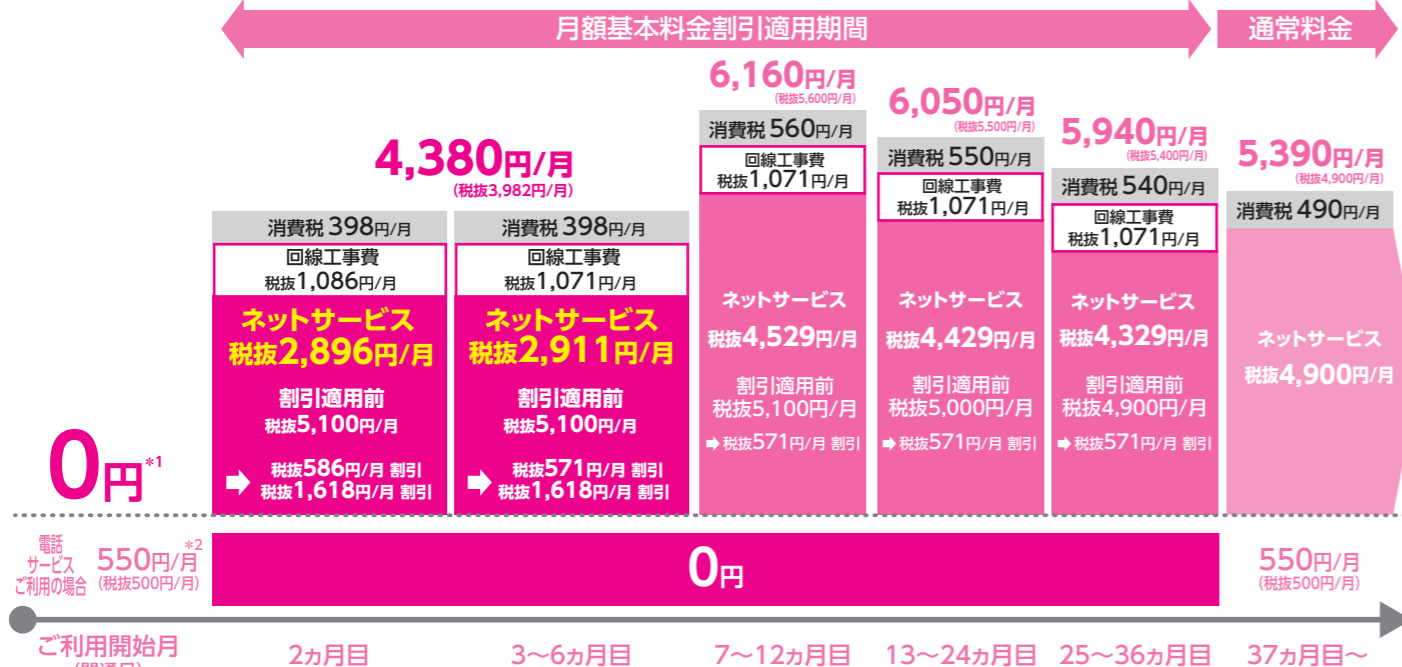 月額基本料金割引適用期間
通常料金
4,380円/月
(税抜3,982円/月)
6,160円/月
(税抜5,600円/月)
6,050円/月
(税抜5,500円/月)
5,940円/月
(税抜5,400円/月)
5,390円/月
(税抜4,900円/月)
消費税 398円/月
回線工事費
税抜1,086円/月
ネットサービス
税抜2,896円/月
割引適用前
税抜5,100円/月
税抜586円/月 割引
税抜1,618円/月 割引
消費税 398円/月
回線工事費
税抜1,071円/月
ネットサービス
税抜2,911円/月
割引適用前
税抜5,100円/月
税抜571円/月 割引
税抜1,618円/月 割引
消費税 560円/月
回線工事費
税抜1,071円/月
ネットサービス
税抜4,529円/月
割引適用前
税抜5,100円/月
➡税抜571円/月 割引
消費税 550円/月
回線工事費
税抜1,071円/月
ネットサービス
税抜4,429円/月
割引適用前
税抜5,000円/月
➡税抜571円/月 割引
消費税 540円/月
回線工事費
税抜1,071円/月
ネットサービス
税抜4,329円/月
割引適用前
税抜4,900円/月
➡税抜571円/月 割引
消費税 490円/月
ネットサービス
税抜4,900円/月
0円*1
電話
サービス
ご利用の場合
550円/月*2
(税抜500円/月)
0円
550円/月
(税抜500円/月)
ご利用開始月
(開通月)
2ヵ月目
3〜6ヵ月目
7〜12ヵ月目
13〜24ヵ月目
25〜36ヵ月目
37ヵ月目〜